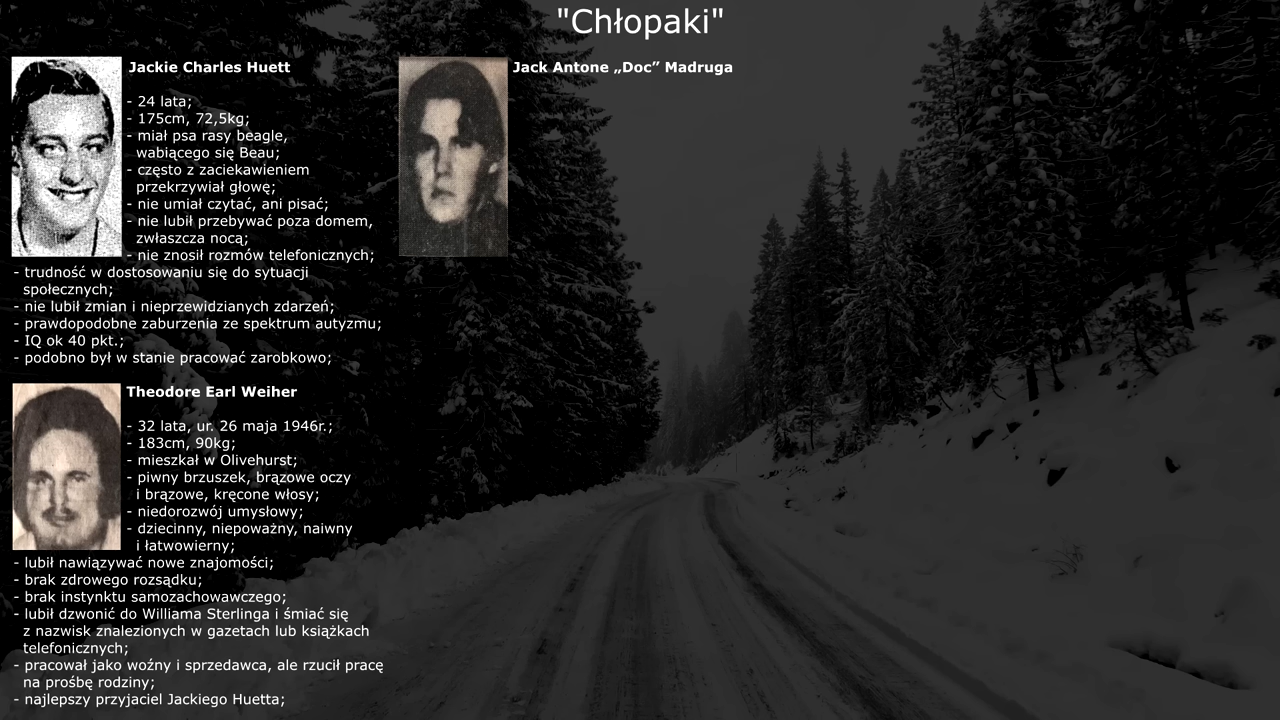 "Chłopaki"
Jackie Charles Huett
- 24 lata;
- 175cm, 72,5kg;
- miał psa rasy beagle,
wabiącego się Beau;
- często z zaciekawieniem
przekrzywiał głowę;
- nie umiał czytać, ani pisać;
- nie lubił przebywać poza domem,
zwłaszcza nocą;
- nie znosił rozmów telefonicznych;
- trudność w dostosowaniu się do sytuacji
społecznych;
- nie lubił zmian i nieprzewidzianych zdarzeń;
- prawdopodobne zaburzenia ze spektrum autyzmu;
- IQ ok 40 pkt.;
- podobno był w stanie pracować zarobkowo;
Theodore Earl Weiher
- 32 lata, ur. 26 maja 1946r.;
- 183cm, 90kg;
- mieszkał w Olivehurst;
- piwny brzuszek, brązowe oczy
i brązowe, kręcone włosy;
- niedorozwój umysłowy;
- dziecinny, niepoważny, naiwny
i łatwowierny;
- lubił nawiązywać nowe znajomości;
- brak zdrowego rozsądku;
- brak instynktu samozachowawczego;
- lubił dzwonić do Williama Sterlinga i śmiać się
z nazwisk znalezionych w gazetach lub książkach
telefonicznych;
- pracował jako woźny i sprzedawca, ale rzucił pracę
na prośbę rodziny;
- najlepszy przyjaciel Jackiego Huetta;
Jack Antone „Doc” Madruga